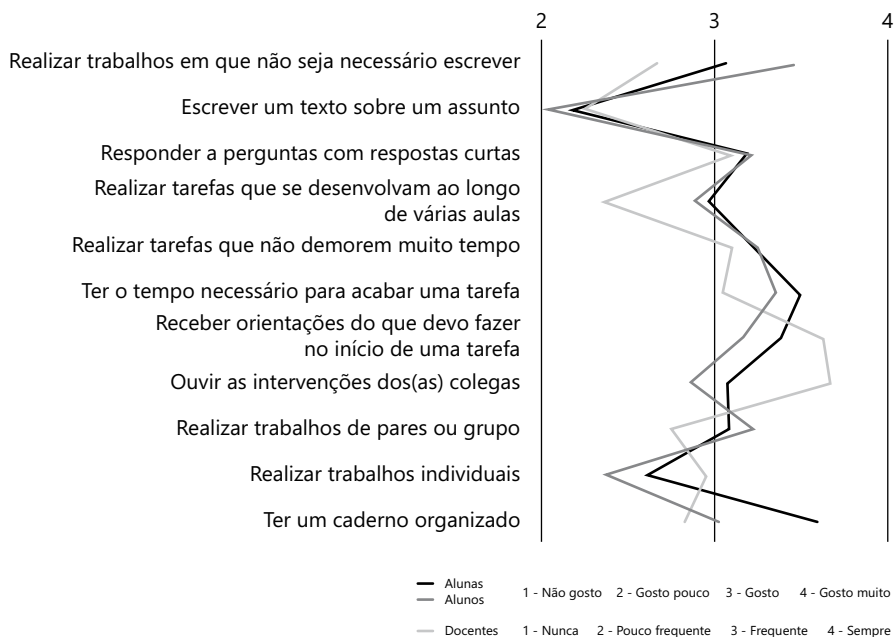 2 3 4
Realizar trabalhos em que não seja necessário escrever
Escrever um texto sobre um assunto
Responder a perguntas com respostas curtas
Realizar tarefas que se desenvolvam ao longo
de várias aulas
Realizar tarefas que não demorem muito tempo
Ter o tempo necessário para acabar uma tarefa
Receber orientações do que devo fazer
no início de uma tarefa
Ouvir as intervenções dos(as) colegas
Realizar trabalhos de pares ou grupo
Realizar trabalhos individuais
Ter um caderno organizado
Alunas
Alunos
1 - Não gosto 2 - Gosto pouco 3 - Gosto 4 - Gosto muito
Docentes 1 - Nunca 2 - Pouco frequente 3 - Frequente 4 - Sempre